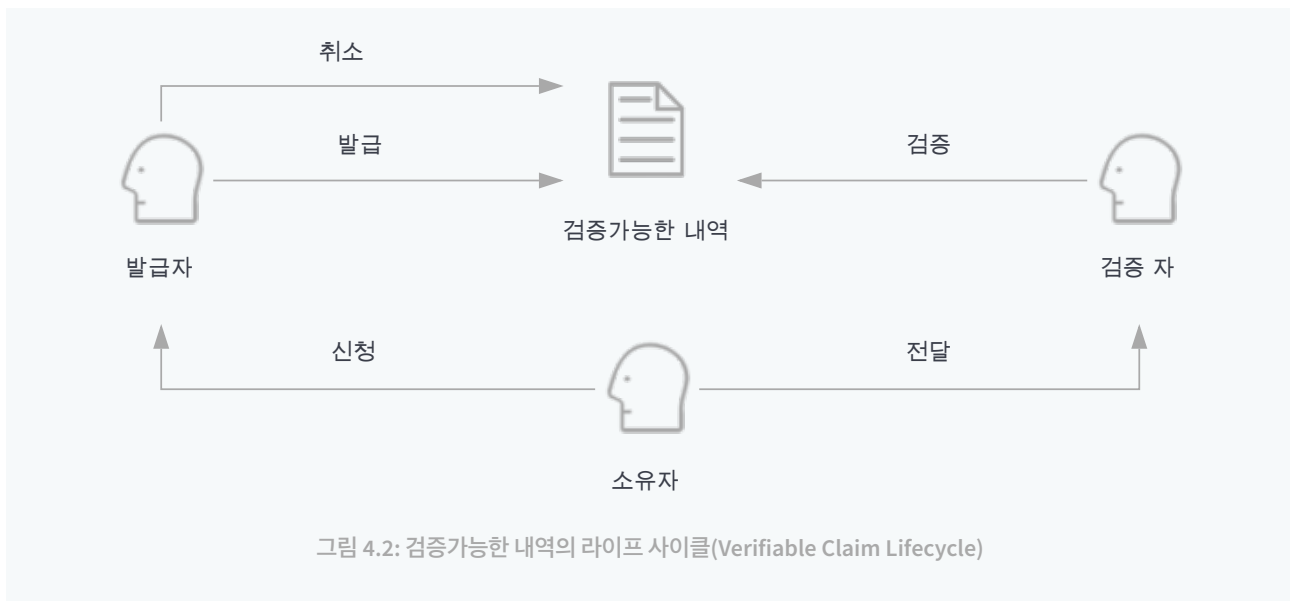 취소
발급
검증
검증가능한 내역
발급자
검증 자
신청
전달
소유자
그림 4.2: 검증가능한 내역의 라이프 사이클(Verifiable Claim Lifecycle)